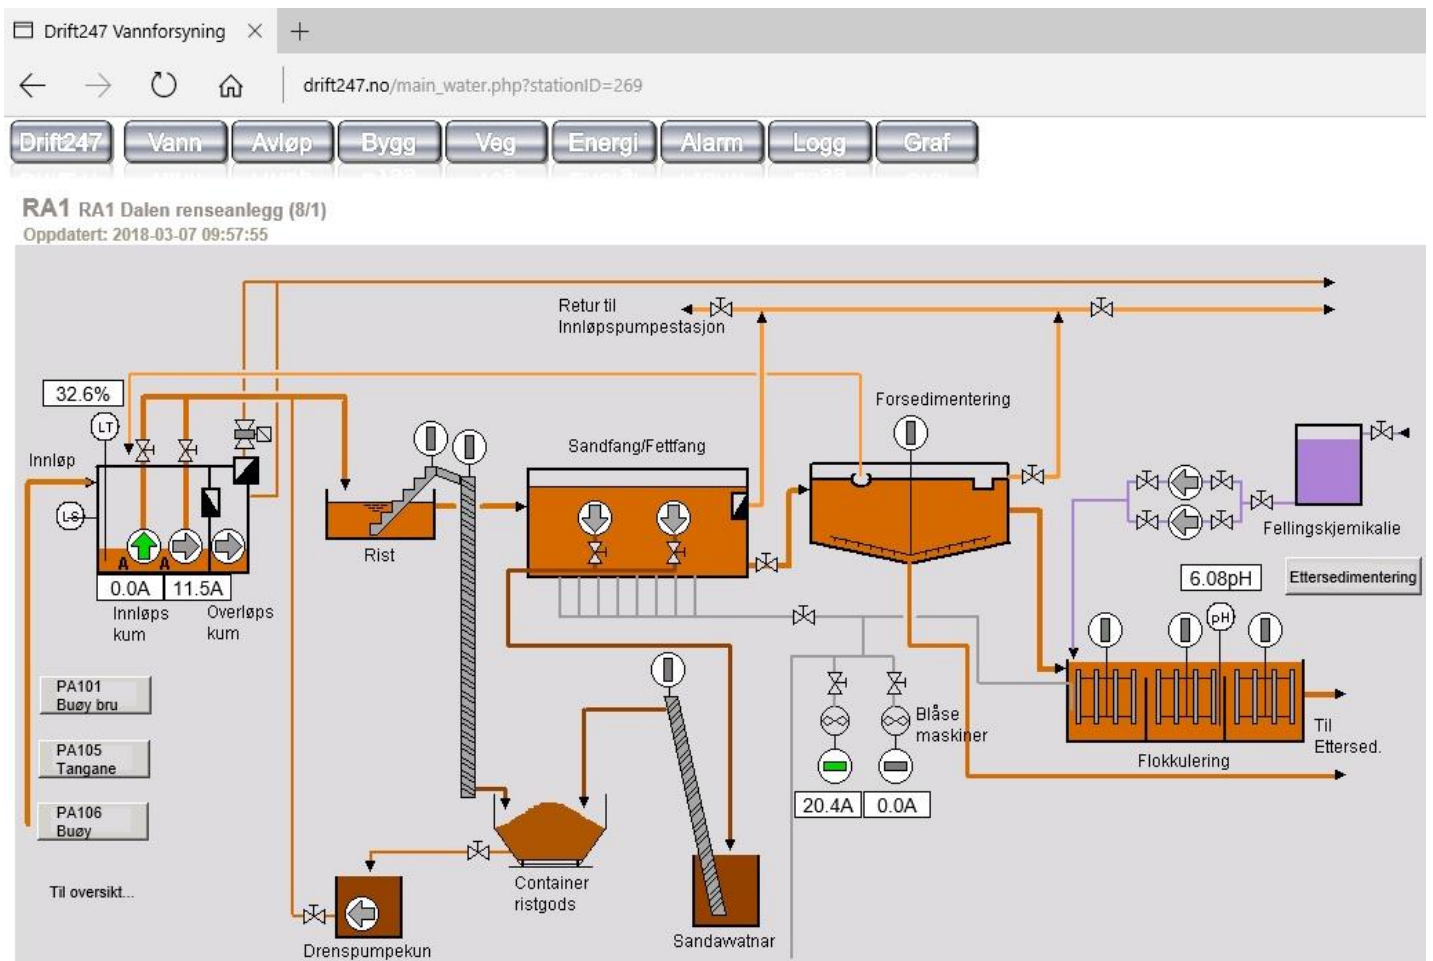 Drift247 Vannforsyning
drift247.no/main_water.php?stationID=269
Drift247 Vann Avløp Bygg Veg Energi Alarm Logg Graf
RA1 RA1 Dalen renseanlegg (8/1)
Oppdatert: 2018-03-07 09:57:55
Retur til
Innløpspumpestasjon
32.6%
LT
Innløp
LS
A A
0.0A 11.5A
Innløps
kum
Overløps
kum
Rist
Sandfang/Fettfang
Forsedimentering
Fellingskjemikalie
6.08pH
Ettersedimentering
pH
PA101
Buøy bru
PA105
Tangane
PA106
Buøy
Til oversikt...
Blåse
maskiner
20.4A 0.0A
Flokkulering
Til
Ettersed.
Container
ristgods
Drenspumpekun
Sandawatnar